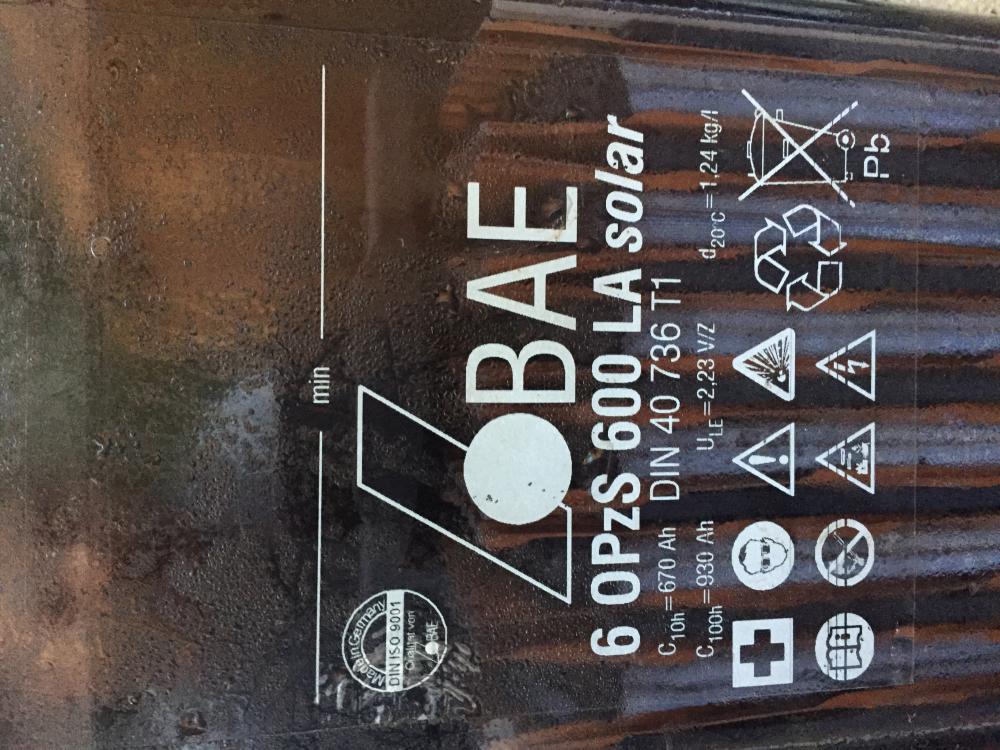 min
Made in Germany
DIN ISO 9001
Qualität von
BAE
BAE
6 OPzS 600 LA solar
DIN 40 736 T1
C10h=670 Ah
C100h=930 Ah
ULE=2,23 V/Z
d20°C=1,24 kg/l
Pb